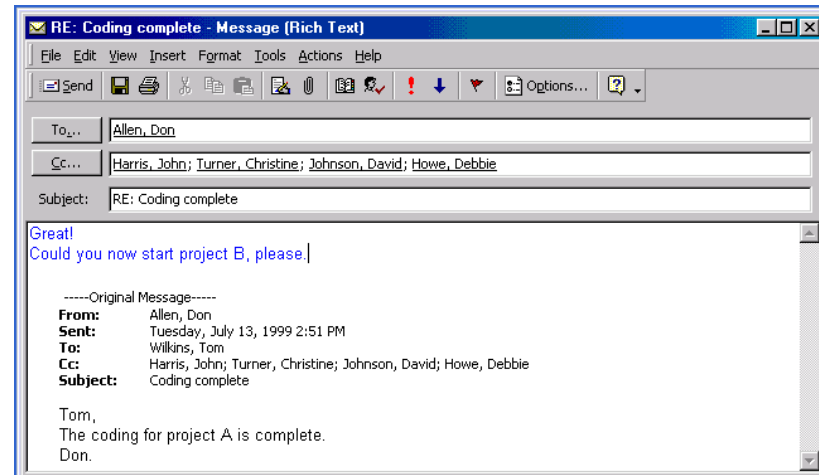 RE: Coding complete - Message (Rich Text)
File Edit View Insert Format Tools Actions Help
Send Options...
To... Allen, Don
Cc... Harris, John; Turner, Christine; Johnson, David; Howe, Debbie
Subject: RE: Coding complete
Great!
Could you now start project B, please.
-----Original Message-----
From: Allen, Don
Sent: Tuesday, July 13, 1999 2:51 PM
To: Wilkins, Tom
Cc: Harris, John; Turner, Christine; Johnson, David; Howe, Debbie
Subject: Coding complete
Tom,
The coding for project A is complete.
Don.